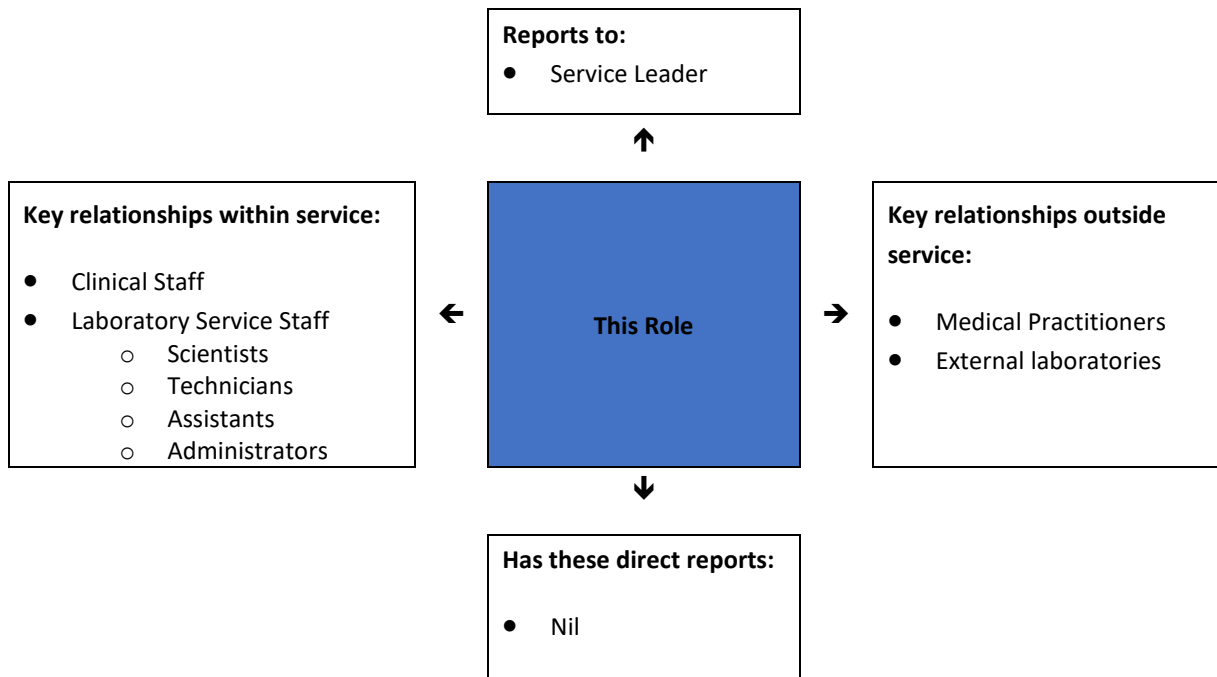 Reports to:
● Service Leader
Key relationships within service:
● Clinical Staff
● Laboratory Service Staff
o Scientists
o Technicians
o Assistants
o Administrators
This Role
Key relationships outside
service:
● Medical Practitioners
● External laboratories
Has these direct reports:
● Nil